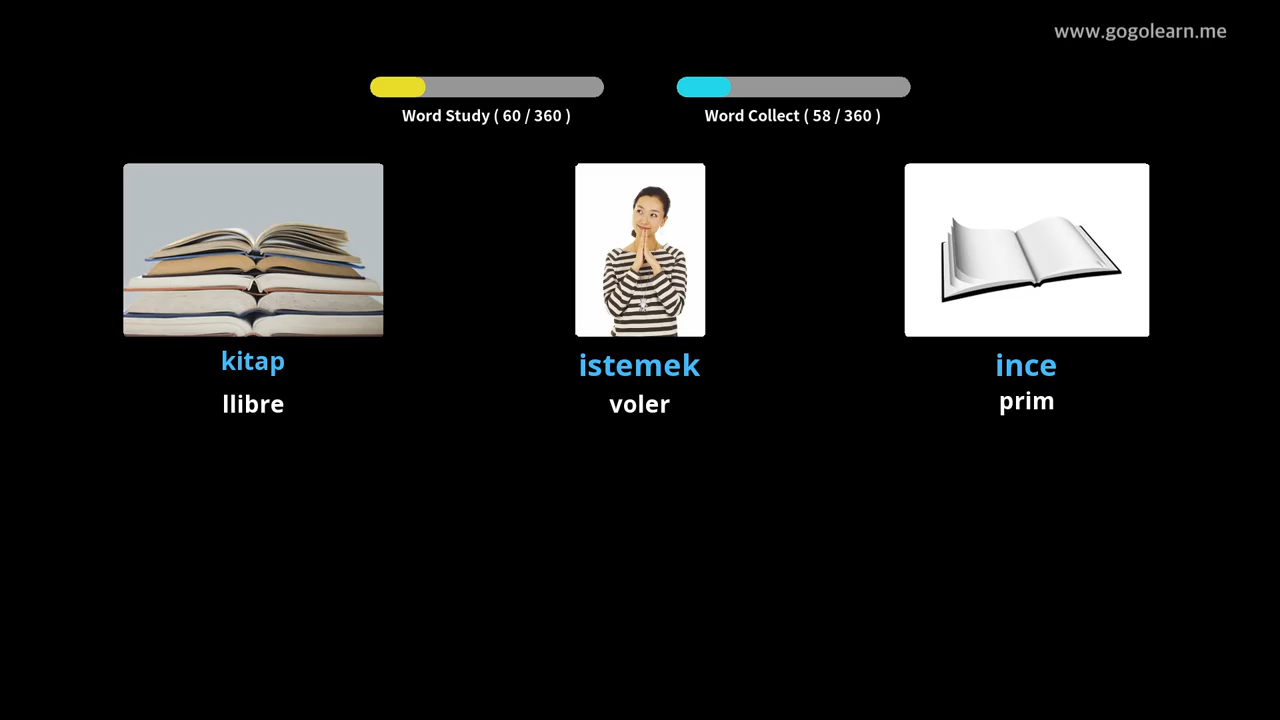 www.gogolearn.me
Word Study ( 60 / 360 )
Word Collect ( 58 / 360 )
kitap
llibre
istemek
voler
ince
prim